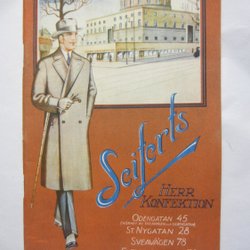 Seiferts
HERR
KONFEKTION
ODENGATAN 45
ST NYGATAN 28
SVEAVÄGEN 78